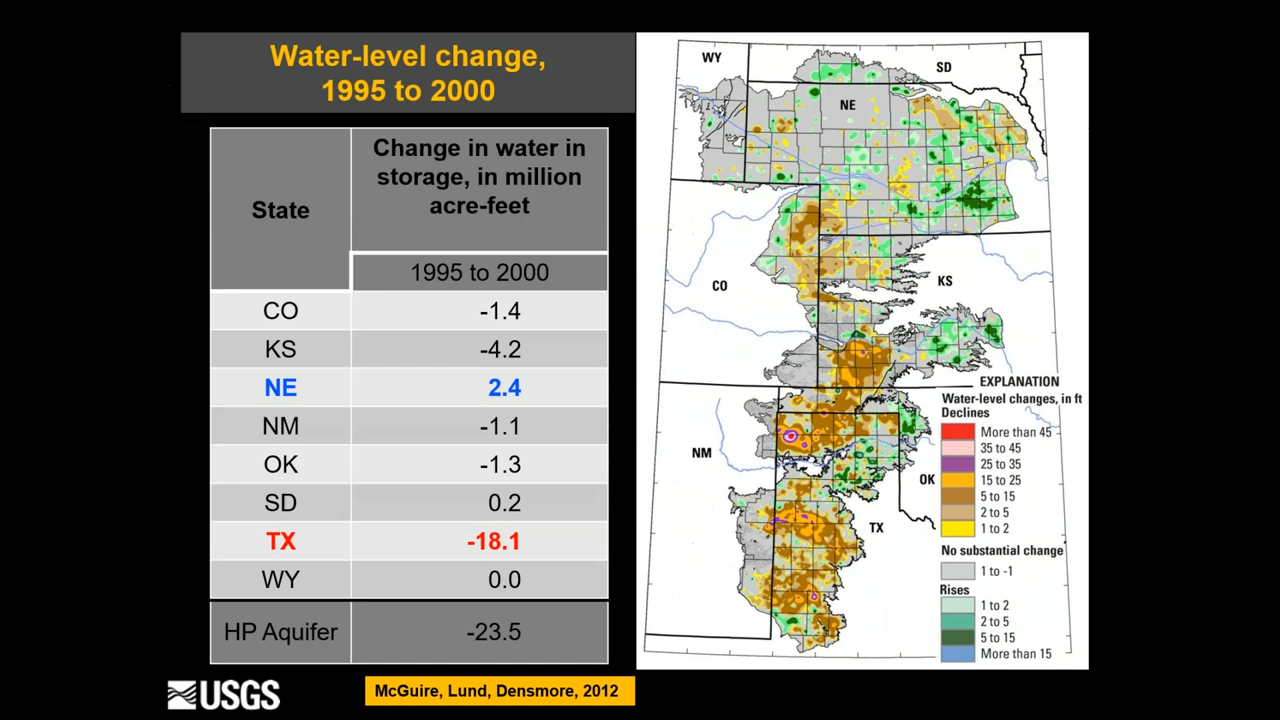 Water-level change,
1995 to 2000
State
Change in water in
storage, in million
acre-feet
1995 to 2000
CO -1.4
KS -4.2
NE 2.4
NM -1.1
OK -1.3
SD 0.2
TX -18.1
WY 0.0
HP Aquifer -23.5
USGS
McGuire, Lund, Densmore, 2012
WY
SD
NE
CO
KS
NM
OK
TX
EXPLANATION
Water-level changes, in ft
Declines
More than 45
35 to 45
25 to 35
15 to 25
5 to 15
2 to 5
1 to 2
No substantial change
1 to -1
Rises
1 to 2
2 to 5
5 to 15
More than 15